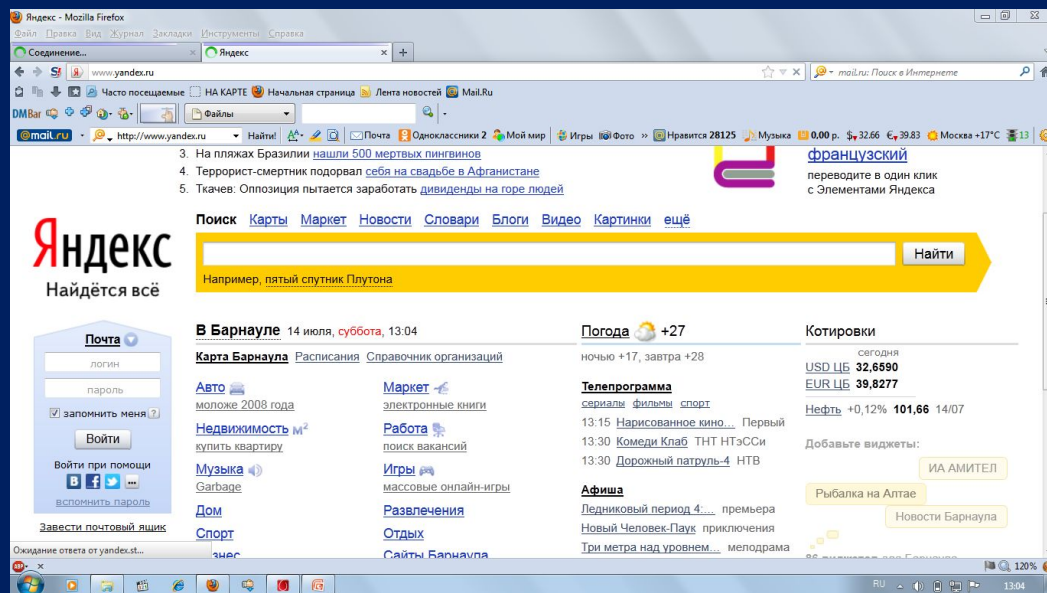 Яндекс - Mozilla Firefox
Файл Правка Вид Журнал Закладки Инструменты Справка
Соединение... Яндекс
www.yandex.ru mail.ru: Поиск в Интернете
Часто посещаемые НА КАРТЕ Начальная страница Лента новостей Mail.Ru
DMBar Файлы
@mail.ru http://www.yandex.ru Найти! Почта Одноклассники 2 Мой мир Игры Фото » Нравится 28125 Музыка 0,00 р. $ 32.66 € 39.83 Москва +17°C 13
3. На пляжах Бразилии нашли 500 мертвых пингвинов
4. Террорист-смертник подорвал себя на свадьбе в Афганистане
5. Ткачев: Оппозиция пытается заработать дивиденды на горе людей
французский
переводите в один клик
с Элементами Яндекса
Яндекс
Найдётся всё
Поиск Карты Маркет Новости Словари Блоги Видео Картинки ещё
Найти
Например, пятый спутник Плутона
Почта
логин
пароль
запомнить меня ?
Войти
Войти при помощи
вспомнить пароль
Завести почтовый ящик
В Барнауле 14 июля, суббота, 13:04
Карта Барнаула Расписания Справочник организаций
Авто
моложе 2008 года
Недвижимость м²
купить квартиру
Музыка
Garbage
Дом
Спорт
Маркет
электронные книги
Работа
поиск вакансий
Игры
массовые онлайн-игры
Развлечения
Отдых
Сайты Барнаула
Погода +27
ночью +17, завтра +28
Телепрограмма
сериалы фильмы спорт
13:15 Нарисованное кино... Первый
13:30 Комеди Клаб ТНТ НТэССи
13:30 Дорожный патруль-4 НТВ
Афиша
Ледниковый период 4:... премьера
Новый Человек-Паук приключения
Три метра над уровнем... мелодрама
Котировки
сегодня
USD ЦБ 32,6590
EUR ЦБ 39,8277
Нефть +0,12% 101,66 14/07
Добавьте виджеты:
ИА АМИТЕЛ
Рыбалка на Алтае
Новости Барнаула
Ожидание ответа от yandex.st...
120%
RU 13:04